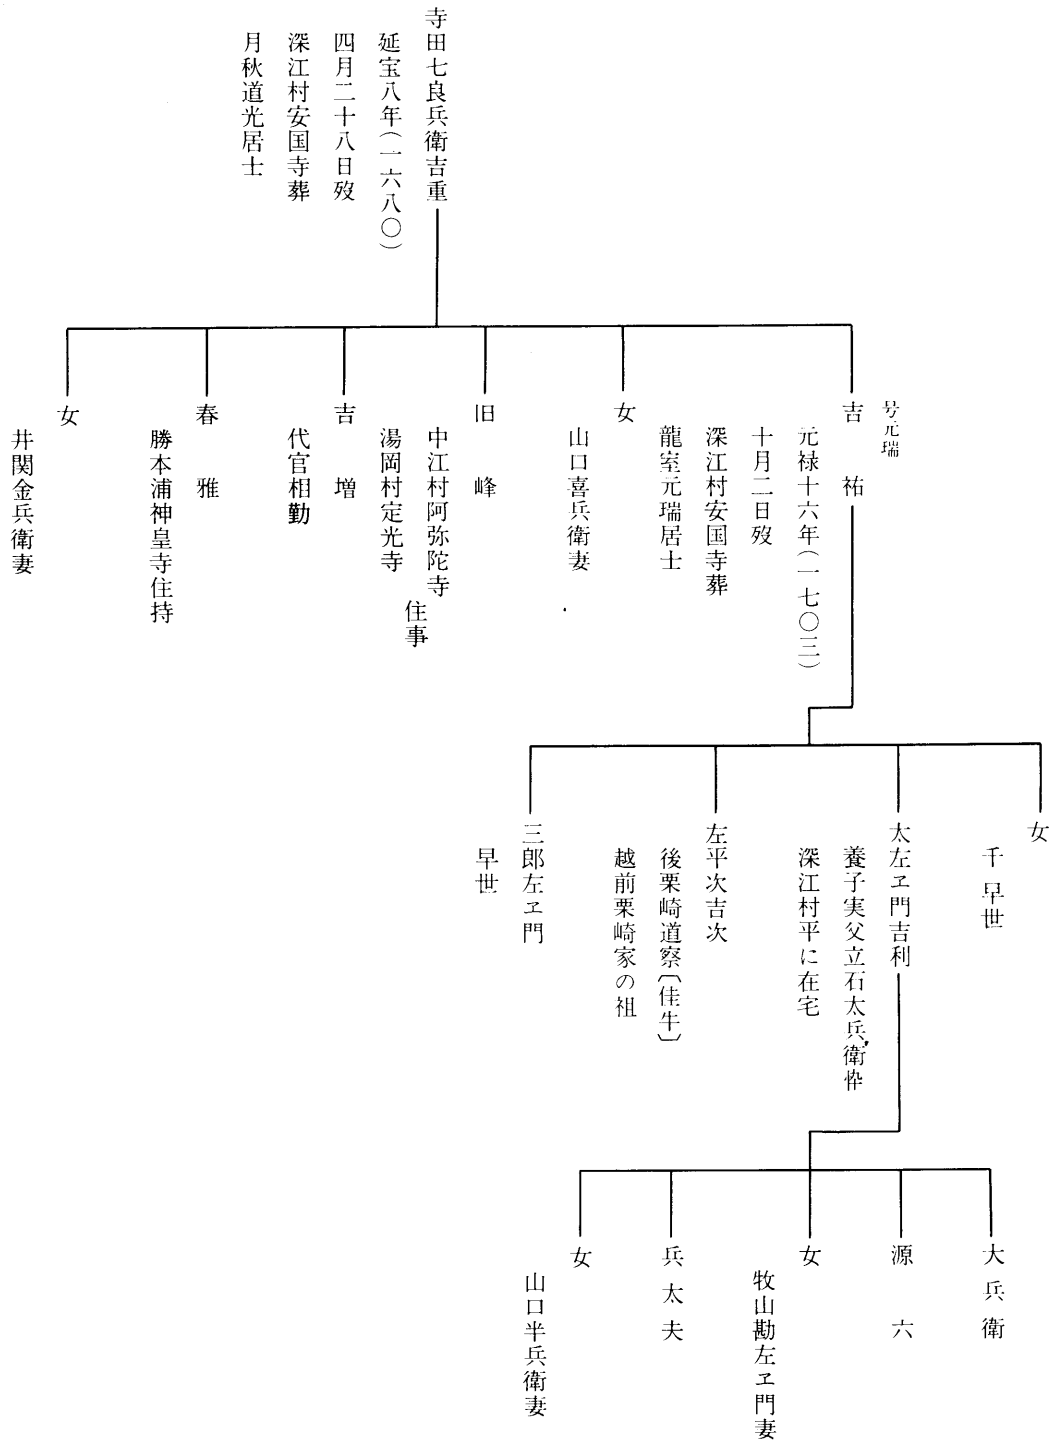 寺田七良兵衛吉重
延宝八年(一六八〇)
四月二十八日歿
深江村安国寺葬
月秋道光居士
号元瑞
吉祐
元禄十六年(一七〇三)
十月二日歿
深江村安国寺葬
龍室元瑞居士
女
山口喜兵衛妻
旧峰
中江村阿弥陀寺
湯岡村定光寺
住事
吉増
代官相勤
春雅
勝本浦神皇寺住持
女
井関金兵衛妻
女
千早世
太左ヱ門吉利
養子実父立石太兵衛忰
深江村平に在宅
左平次吉次
後栗崎道察〔佳牛〕
越前栗崎家の祖
三郎左ヱ門
早世
大兵衛
源六
女
牧山勘左ヱ門妻
兵太夫
女
山口半兵衛妻